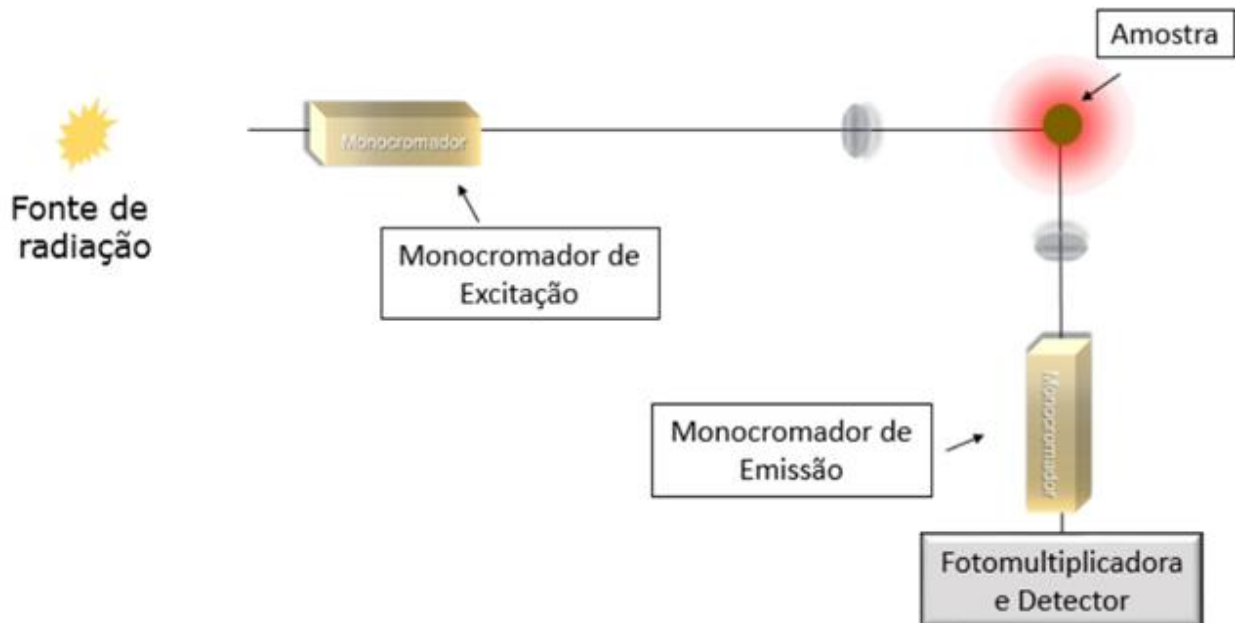 Amostra
Monocromador
Fonte de
radiação
Monocromador de
Excitação
Monocromador de
Emissão
Monocromador
Fotomultiplicadora
e Detector